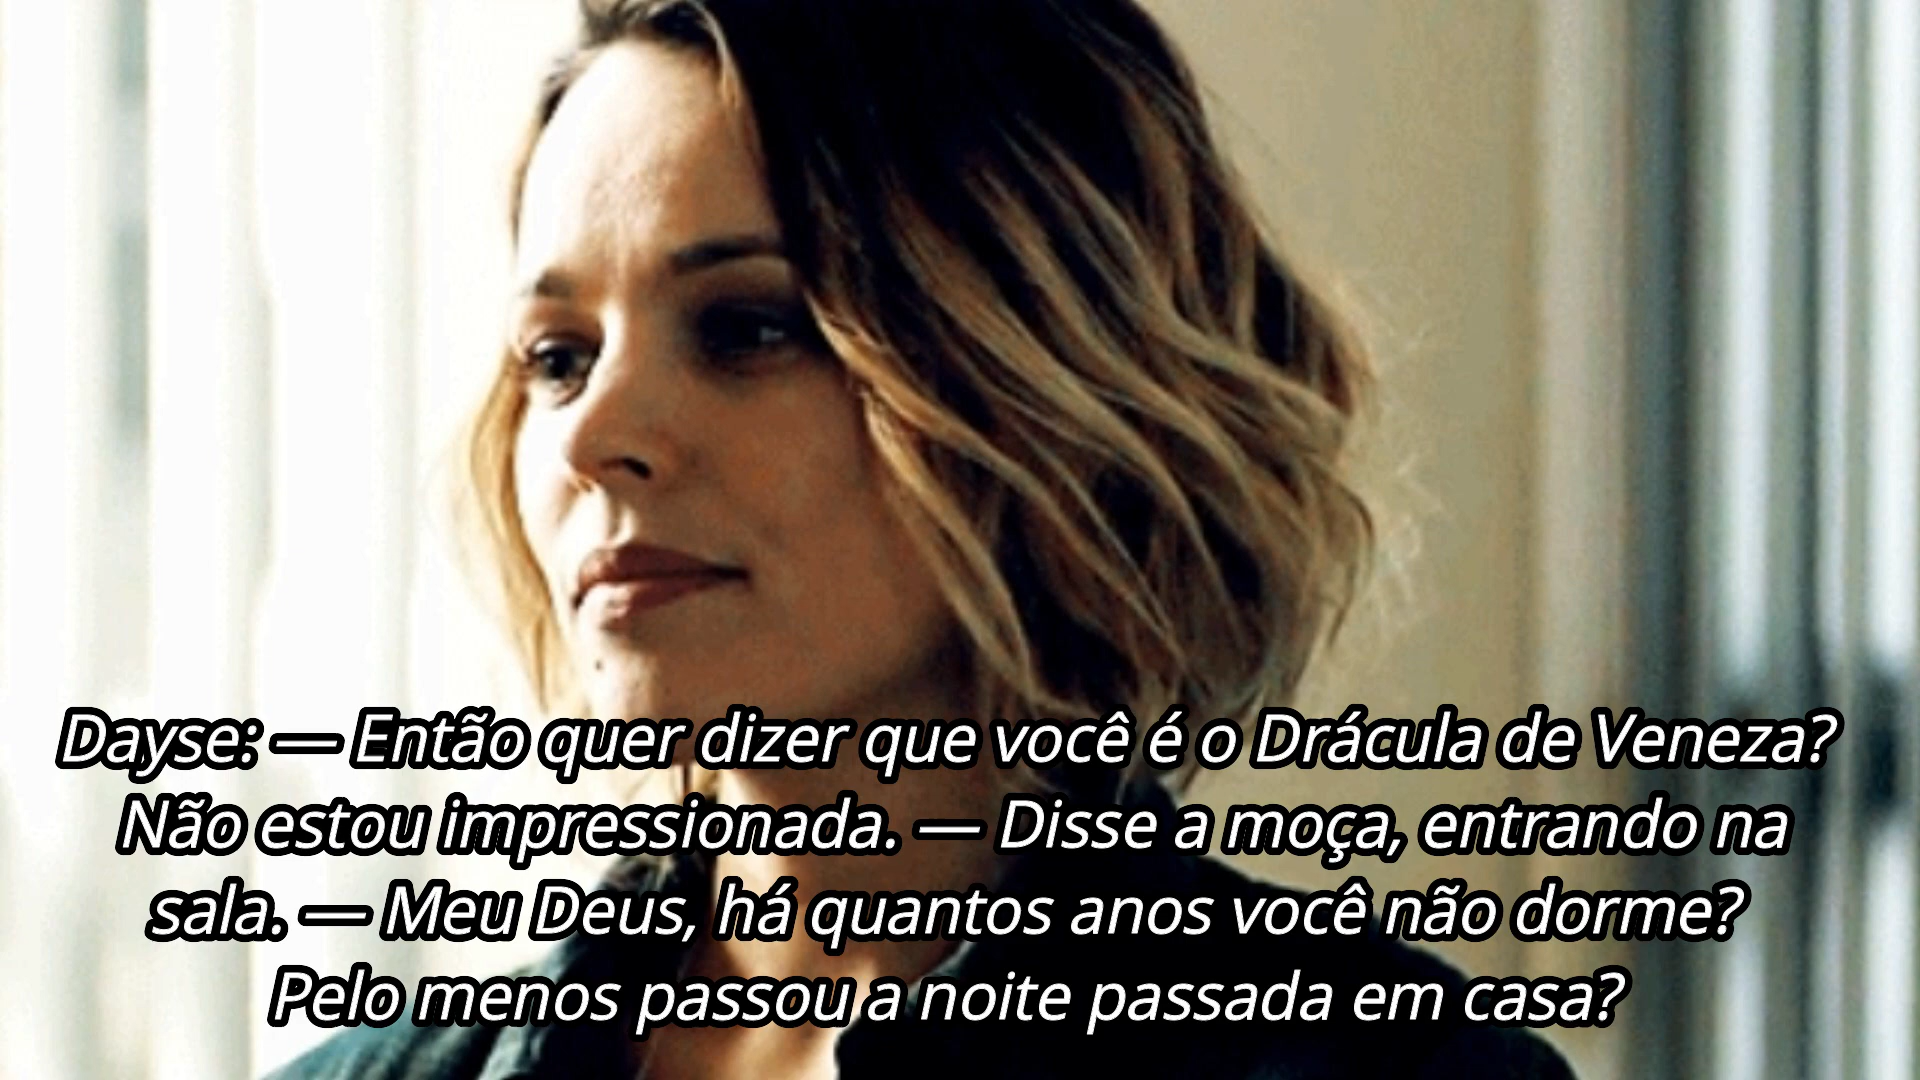 Dayse: — Então quer dizer que você é o Drácula de Veneza?
Não estou impressionada. — Disse a moça, entrando na
sala. — Meu Deus, há quantos anos você não dorme?
Pelo menos passou a noite passada em casa?